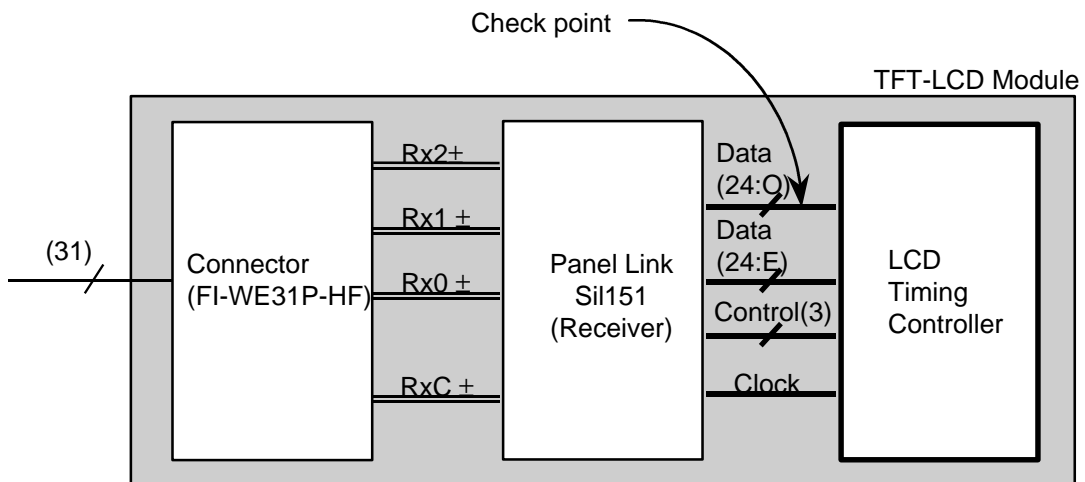 Check point
TFT-LCD Module
(31)
Connector
(FI-WE31P-HF)
Rx2±
Rx1 ±
Rx0 ±
RxC ±
Panel Link
SiI151
(Receiver)
Data
(24:O)
Data
(24:E)
Control(3)
Clock
LCD
Timing
Controller